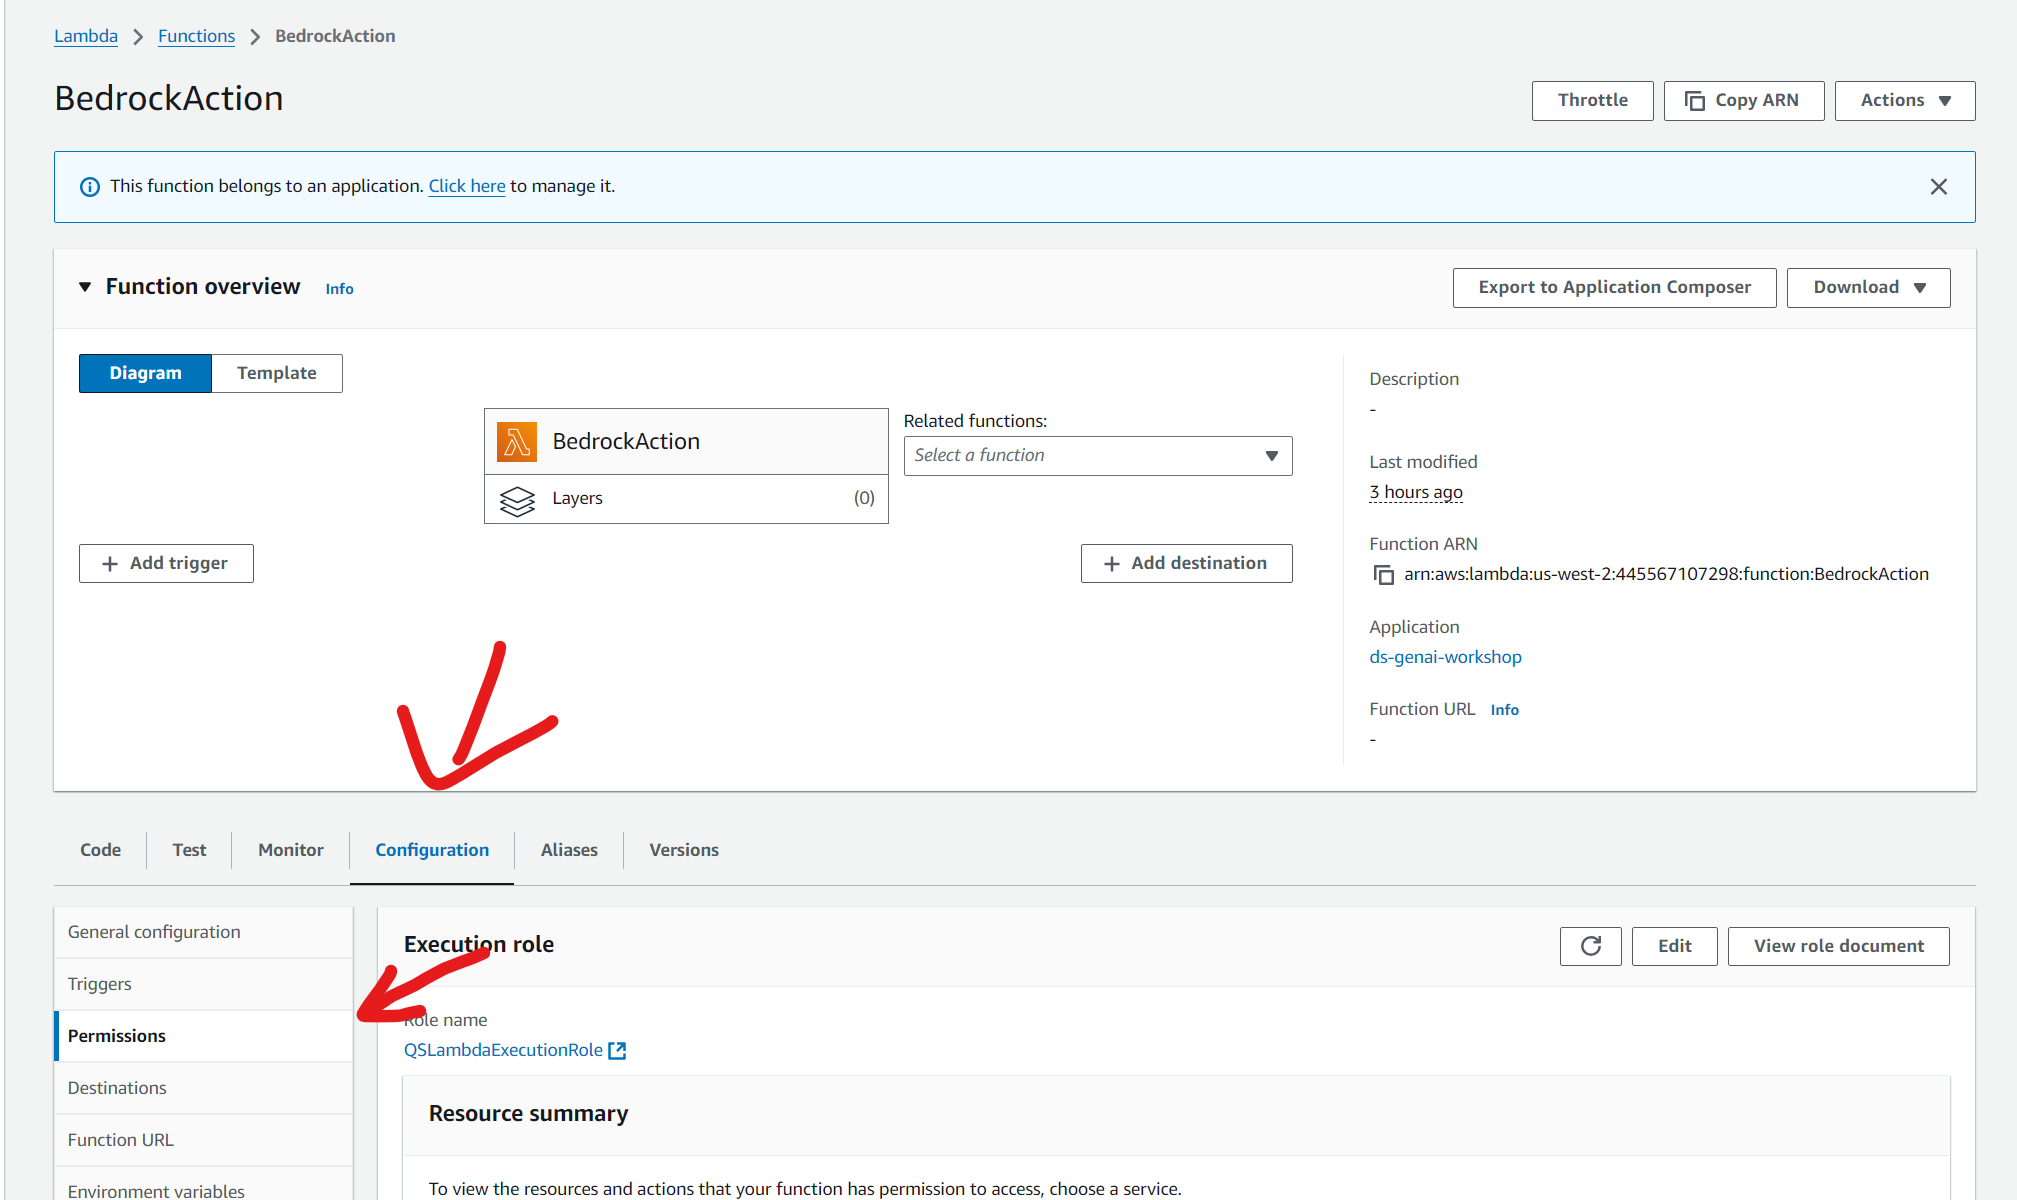 Lambda > Functions > BedrockAction
BedrockAction
Throttle
Copy ARN
Actions
This function belongs to an application. Click here to manage it.
Function overview Info
Export to Application Composer
Download
Diagram
Template
BedrockAction
Layers (0)
Related functions:
Select a function
+ Add trigger
+ Add destination
Description
-
Last modified
3 hours ago
Function ARN
arn:aws:lambda:us-west-2:445567107298:function:BedrockAction
Application
ds-genai-workshop
Function URL Info
-
Code
Test
Monitor
Configuration
Aliases
Versions
General configuration
Triggers
Permissions
Destinations
Function URL
Environment variables
Execution role
Edit
View role document
Role name
QSLambdaExecutionRole
Resource summary
To view the resources and actions that your function has permission to access, choose a service.